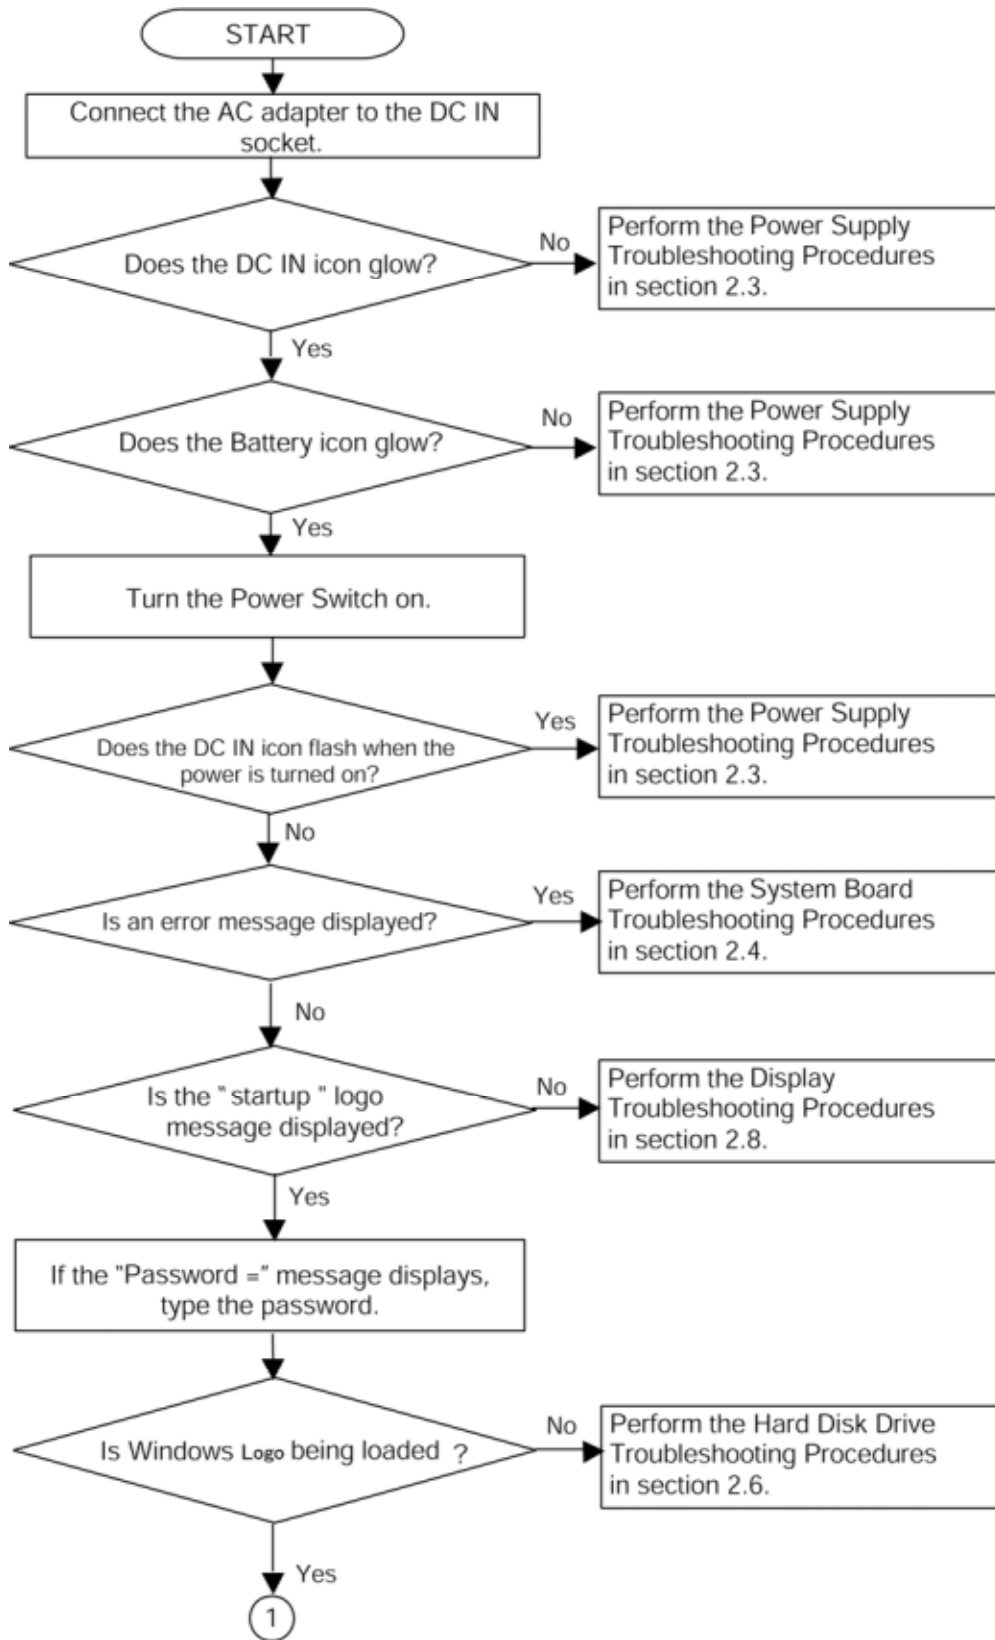 START
Connect the AC adapter to the DC IN
socket.
Does the DC IN icon glow?
No
Perform the Power Supply
Troubleshooting Procedures
in section 2.3.
Yes
Does the Battery icon glow?
No
Perform the Power Supply
Troubleshooting Procedures
in section 2.3.
Yes
Turn the Power Switch on.
Does the DC IN icon flash when the
power is turned on?
Yes
Perform the Power Supply
Troubleshooting Procedures
in section 2.3.
No
Is an error message displayed?
Yes
Perform the System Board
Troubleshooting Procedures
in section 2.4.
No
Is the “ startup ” logo
message displayed?
No
Perform the Display
Troubleshooting Procedures
in section 2.8.
Yes
If the “Password =” message displays,
type the password.
Is Windows Logo being loaded ?
No
Perform the Hard Disk Drive
Troubleshooting Procedures
in section 2.6.
Yes
1